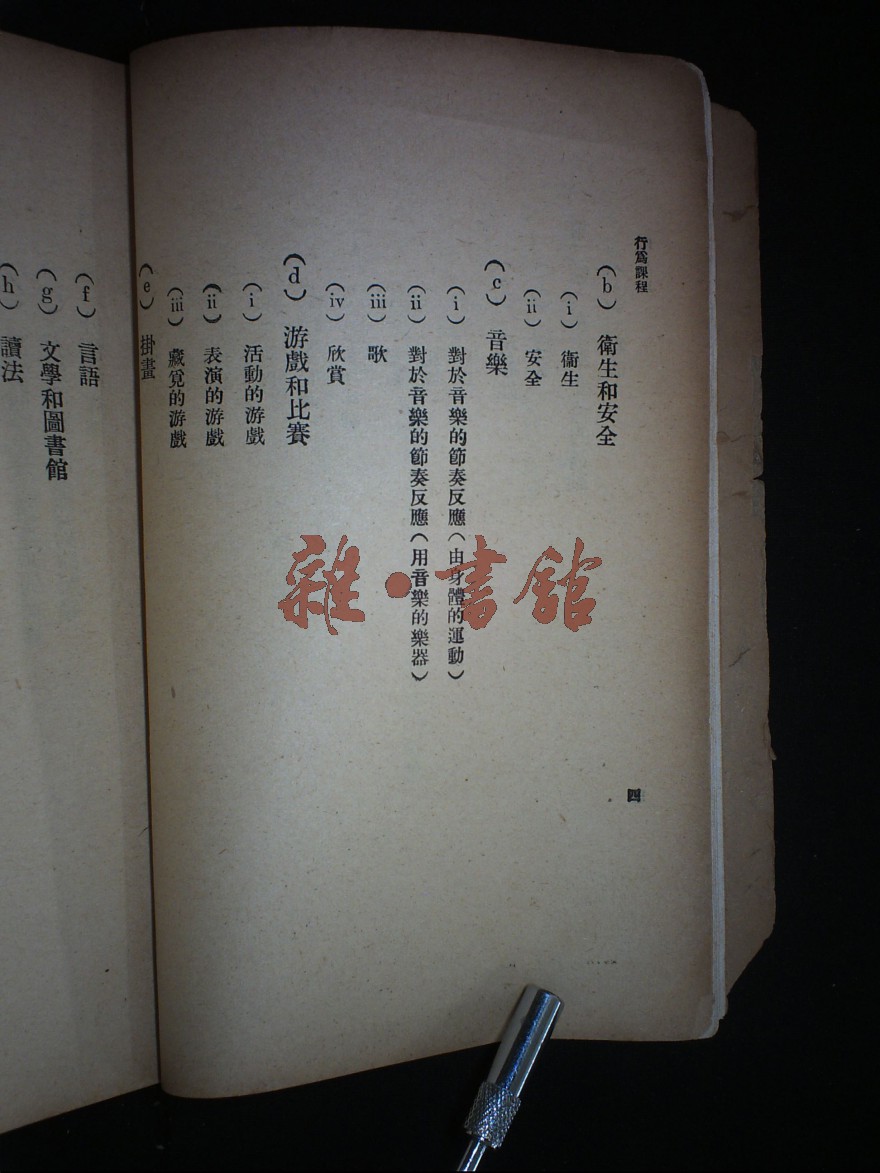 行爲課程
(b) 衛生和安全
(i) 衞生
(ii) 安全
(c) 音樂
(i) 對於音樂的節奏反應(由身體的運動)
(ii) 對於音樂的節奏反應(用音樂的樂器)
(iii) 歌
(iv) 欣賞
(d) 游戲和比賽
(i) 活動的游戲
(ii) 表演的游戲
(iii) 藏覓的游戲
(e) 掛畫
四
(f) 言語
(g) 文學和圖書館
(h) 讀法
雜·書館